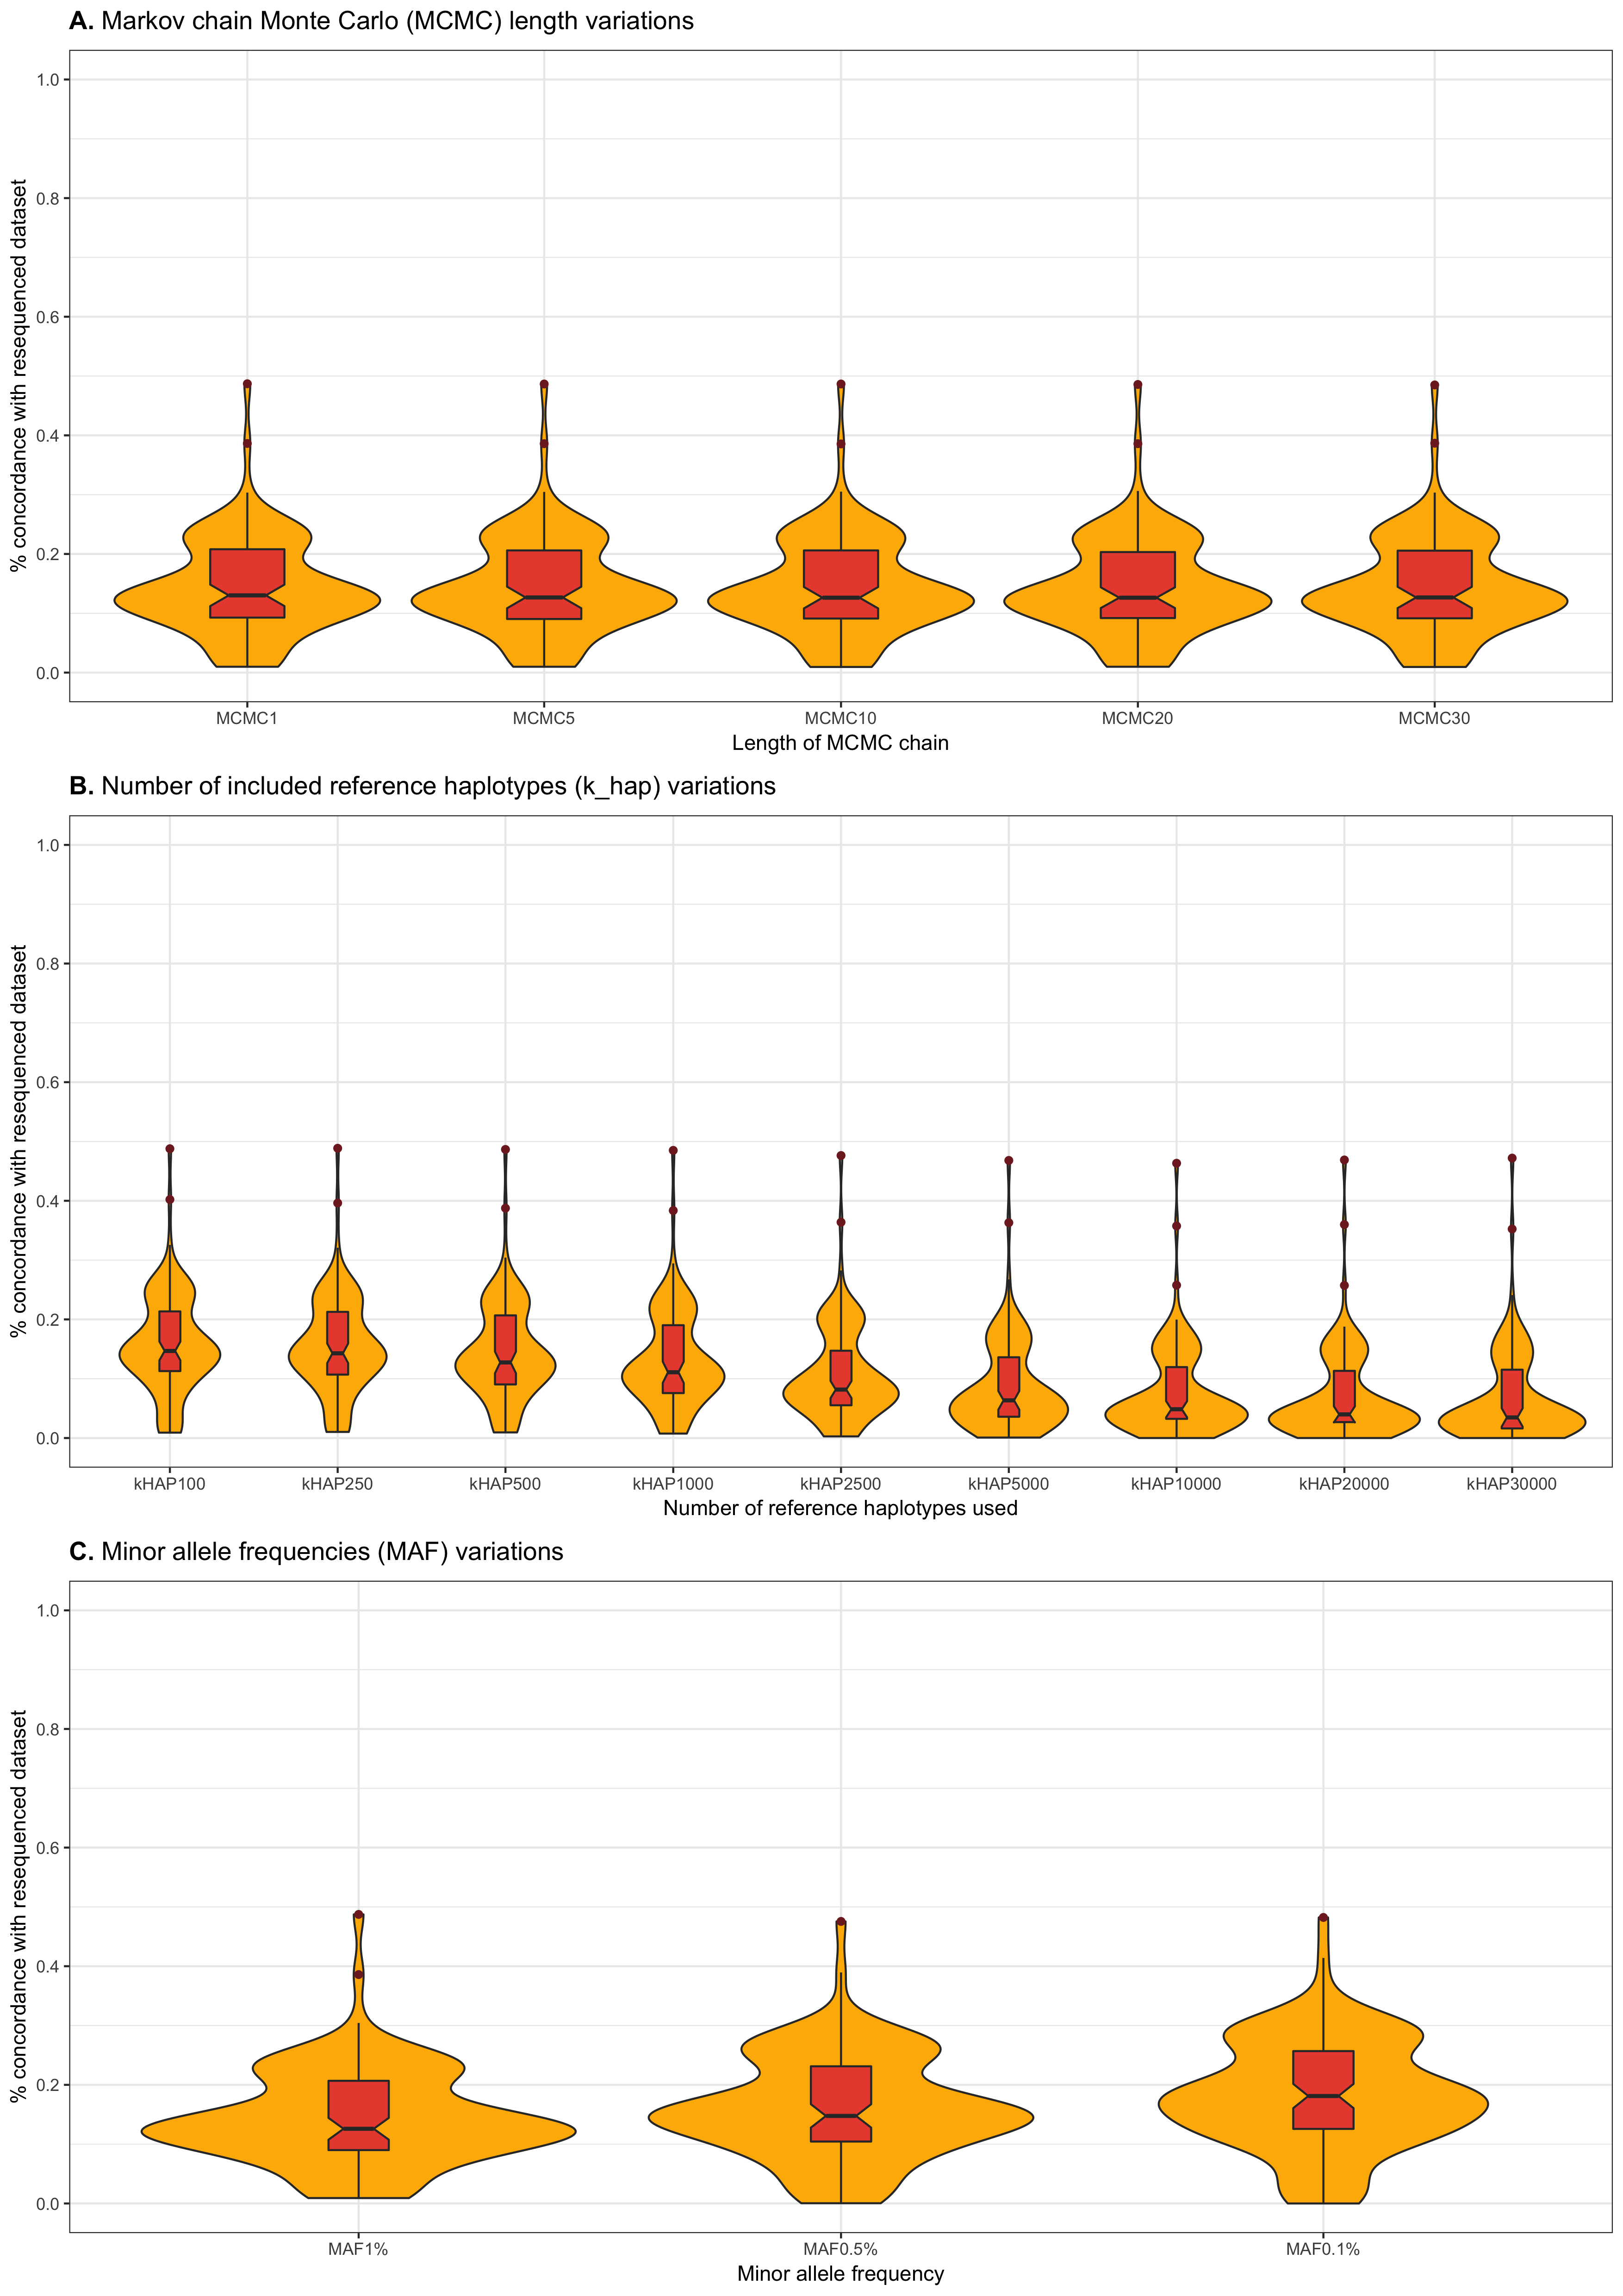 A. Markov chain Monte Carlo (MCMC) length variations
% concordance with resequenced dataset
1.0
0.8
0.6
0.4
0.2
0.0
MCMC1 MCMC5 MCMC10 MCMC20 MCMC30
Length of MCMC chain
B. Number of included reference haplotypes (k_hap) variations
% concordance with resequenced dataset
1.0
0.8
0.6
0.4
0.2
0.0
kHAP100 kHAP250 kHAP500 kHAP1000 kHAP2500 kHAP5000 kHAP10000 kHAP20000 kHAP30000
Number of reference haplotypes used
C. Minor allele frequencies (MAF) variations
% concordance with resequenced dataset
1.0
0.8
0.6
0.4
0.2
0.0
MAF1% MAF0.5% MAF0.1%
Minor allele frequency